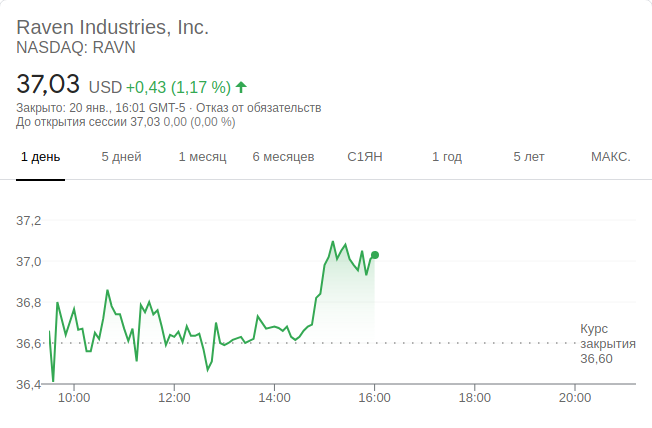 Raven Industries, Inc.
NASDAQ: RAVN
37,03 USD +0,43 (1,17 %)
Закрыто: 20 янв., 16:01 GMT-5 · Отказ от обязательств
До открытия сессии 37,03 0,00 (0,00 %)
1 день 5 дней 1 месяц 6 месяцев С1ЯН 1 год 5 лет МАКС.
37,2
37,0
36,8
36,6
36,4
Курс
закрытия
36,60
10:00 12:00 14:00 16:00 18:00 20:00